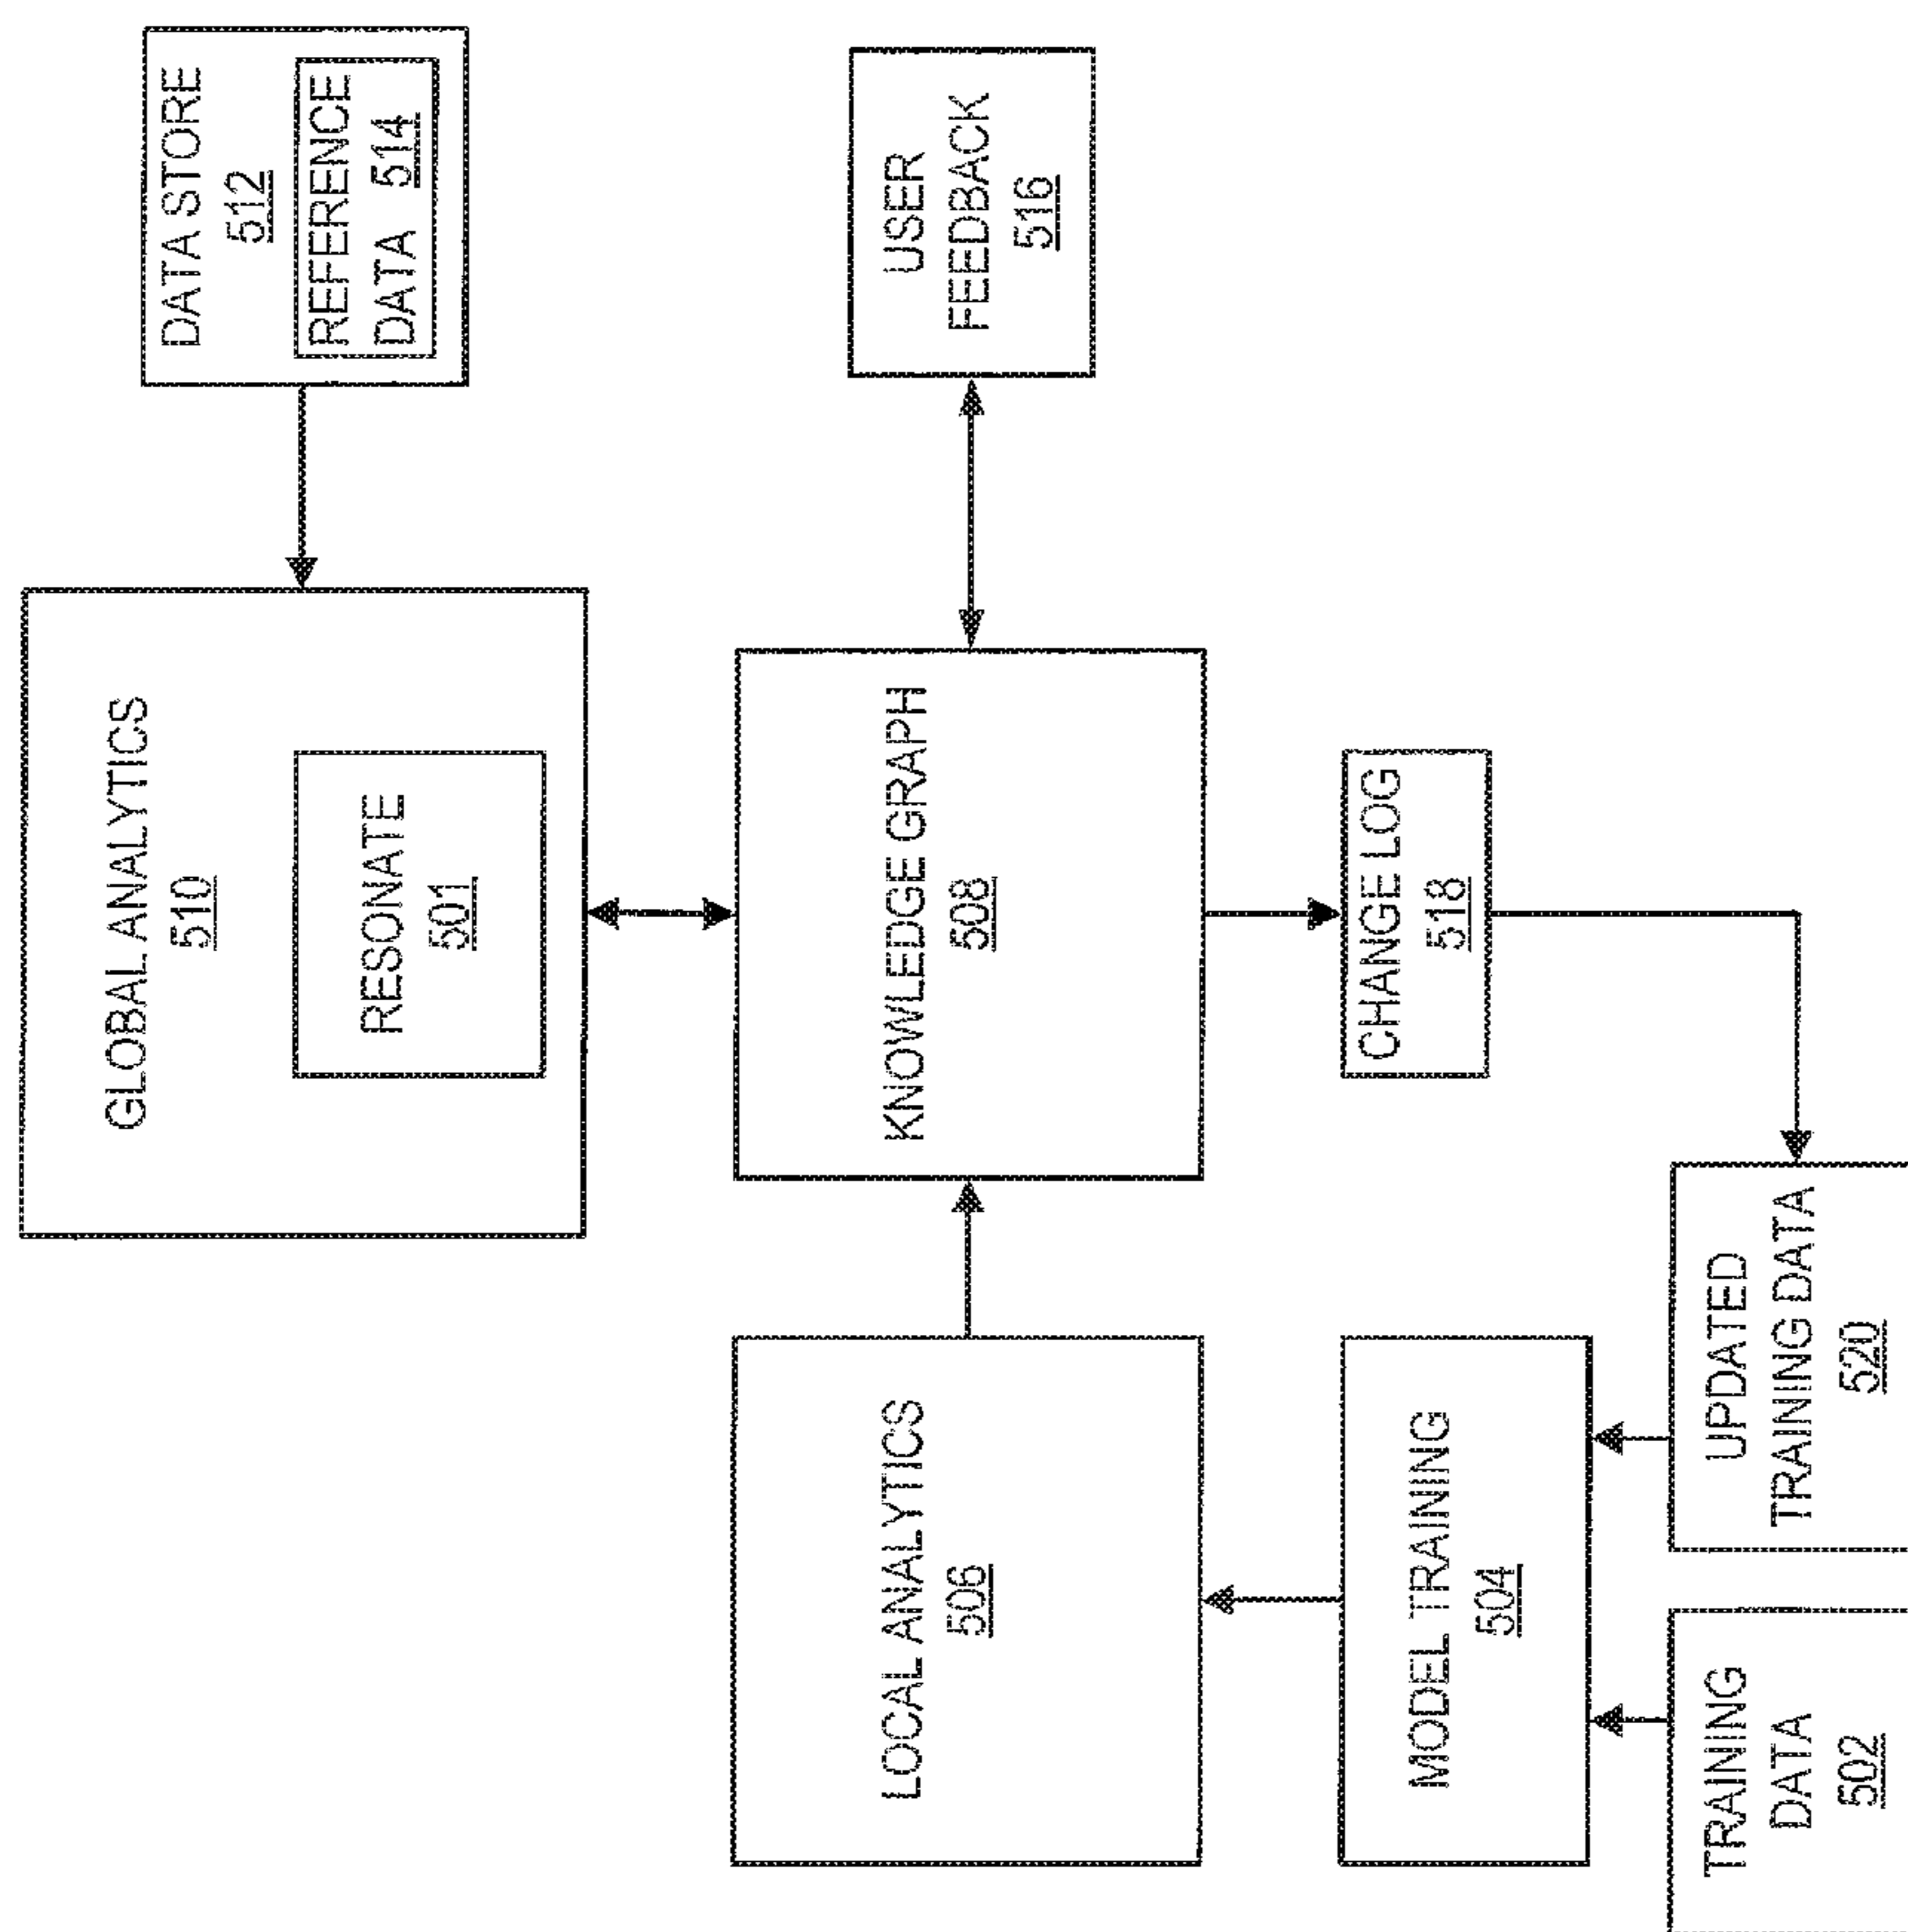 GLOBAL ANALYTICS
510
RESONATE
501
DATA STORE
512
REFERENCE
DATA 514
LOCAL ANALYTICS
506
KNOWLEDGE GRAPH
508
USER
FEEDBACK
516
MODEL TRAINING
504
CHANGE LOG
518
TRAINING
DATA
502
UPDATED
TRAINING DATA
520